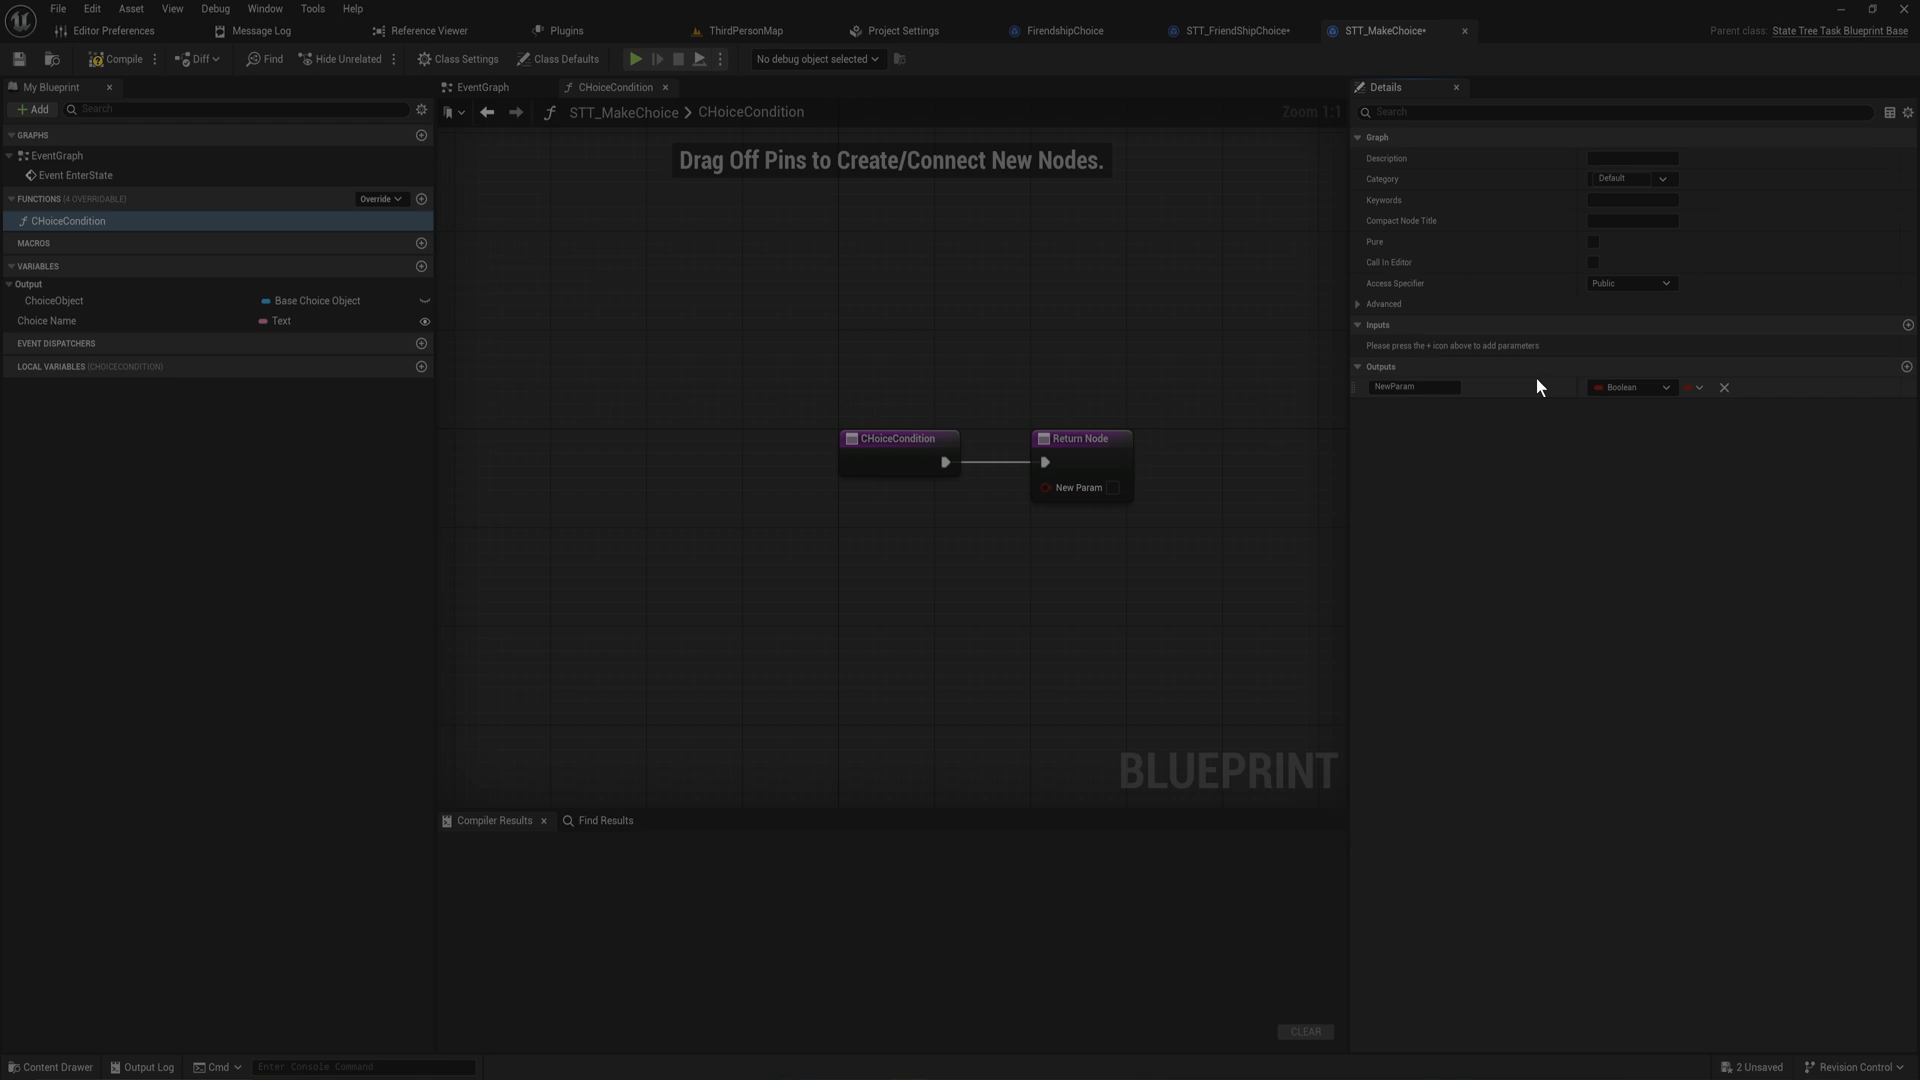 File Edit Asset View Debug Window Tools Help
Editor Preferences Message Log Reference Viewer Plugins ThirdPersonMap Project Settings FirendshipChoice STT_FriendShipChoice* STT_MakeChoice* Parent class: State Tree Task Blueprint Base
Compile Diff Find Hide Unrelated Class Settings Class Defaults No debug object selected
My Blueprint
Add Search
GRAPHS
EventGraph
Event EnterState
FUNCTIONS (4 OVERRIDABLE) Override
CHoiceCondition
MACROS
VARIABLES
Output
ChoiceObject Base Choice Object
Choice Name Text
EVENT DISPATCHERS
LOCAL VARIABLES (CHOICECONDITION)
EventGraph CHoiceCondition
STT_MakeChoice > CHoiceCondition Zoom 1:1
Drag Off Pins to Create/Connect New Nodes.
CHoiceCondition
Return Node
New Param
BLUEPRINT
Compiler Results Find Results
CLEAR
Details
Search
Graph
Description
Category Default
Keywords
Compact Node Title
Pure
Call In Editor
Access Specifier Public
Advanced
Inputs
Please press the + icon above to add parameters
Outputs
NewParam Boolean
Content Drawer Output Log Cmd Enter Console Command 2 Unsaved Revision Control